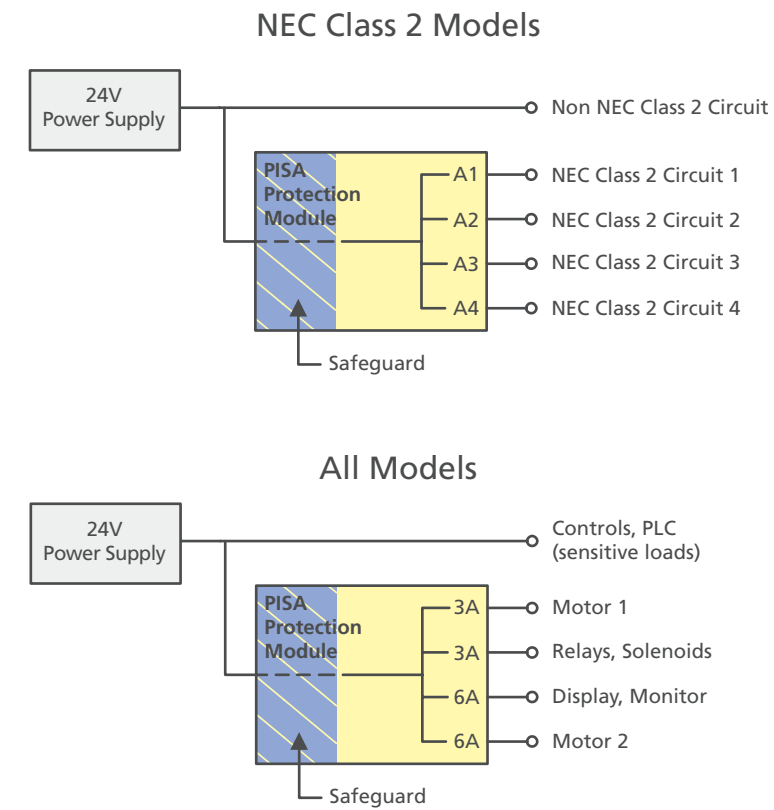 NEC Class 2 Models
24V
Power Supply
Non NEC Class 2 Circuit
PISA
Protection
Module
A1
NEC Class 2 Circuit 1
A2
NEC Class 2 Circuit 2
A3
NEC Class 2 Circuit 3
A4
NEC Class 2 Circuit 4
Safeguard
All Models
24V
Power Supply
Controls, PLC
(sensitive loads)
PISA
Protection
Module
3A
Motor 1
3A
Relays, Solenoids
6A
Display, Monitor
6A
Motor 2
Safeguard